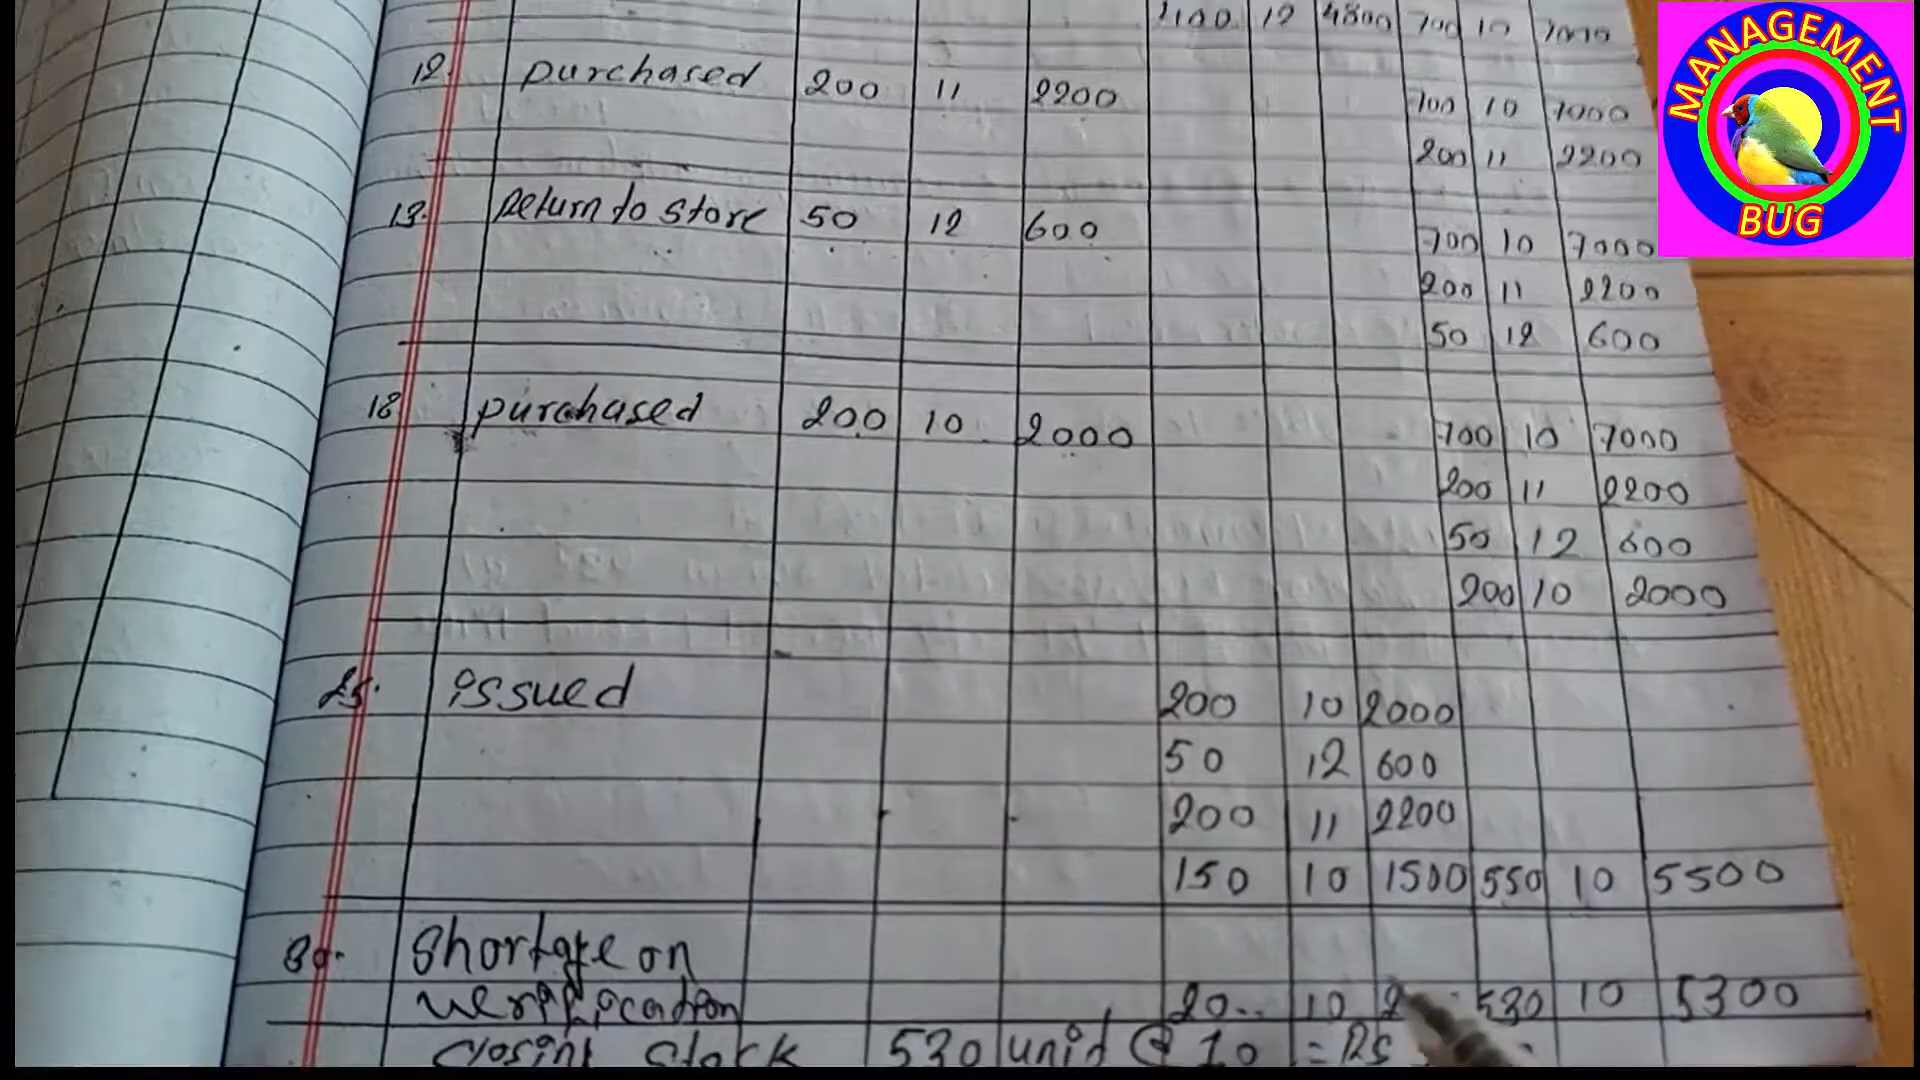 400 12 4800 700 10 7000
12. purchased 200 11 2200 700 10 7000
200 11 2200
13. Return to store 50 12 600 700 10 7000
200 11 2200
50 12 600
18 purchased 200 10 2000 700 10 7000
200 11 2200
50 12 600
200 10 2000
25. issued 200 10 2000
50 12 600
200 11 2200
150 10 1500 550 10 5500
30. Shortage on
verification 20 10 530 10 5300
closing stock 530 unit @ 10 = Rs
MANAGEMENT
BUG